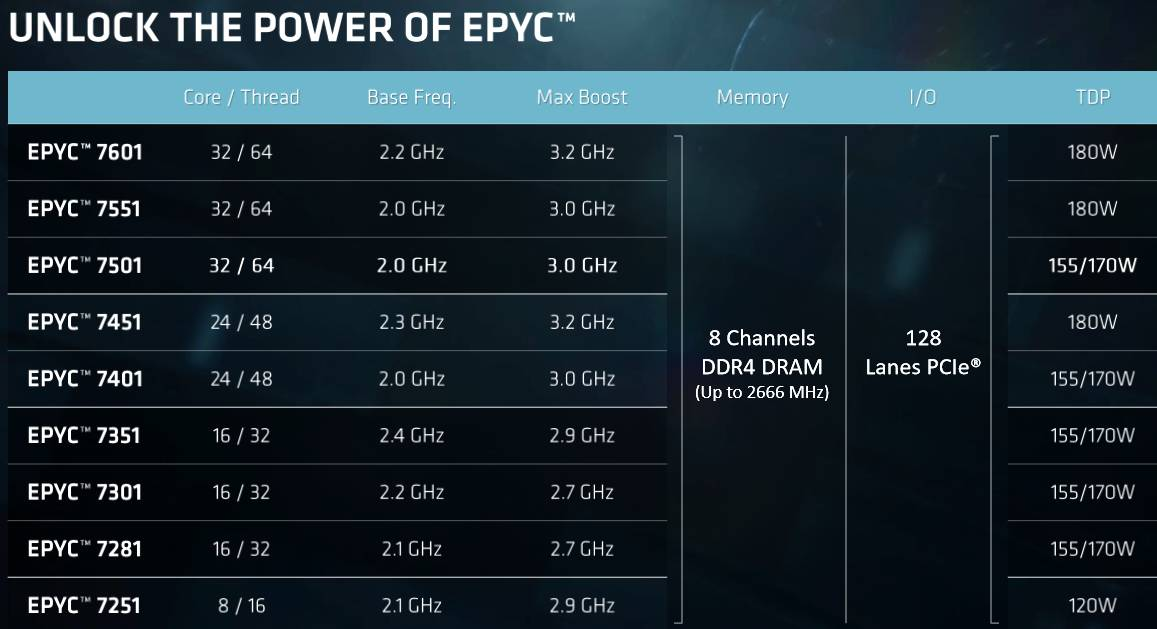 UNLOCK THE POWER OF EPYC™
Core / Thread Base Freq. Max Boost Memory I/O TDP
EPYC™ 7601 32 / 64 2.2 GHz 3.2 GHz 180W
EPYC™ 7551 32 / 64 2.0 GHz 3.0 GHz 180W
EPYC™ 7501 32 / 64 2.0 GHz 3.0 GHz 155/170W
EPYC™ 7451 24 / 48 2.3 GHz 3.2 GHz 180W
8 Channels 128
DDR4 DRAM Lanes PCIe®
EPYC™ 7401 24 / 48 2.0 GHz 3.0 GHz 155/170W
(Up to 2666 MHz)
EPYC™ 7351 16 / 32 2.4 GHz 2.9 GHz 155/170W
EPYC™ 7301 16 / 32 2.2 GHz 2.7 GHz 155/170W
EPYC™ 7281 16 / 32 2.1 GHz 2.7 GHz 155/170W
EPYC™ 7251 8 / 16 2.1 GHz 2.9 GHz 120W